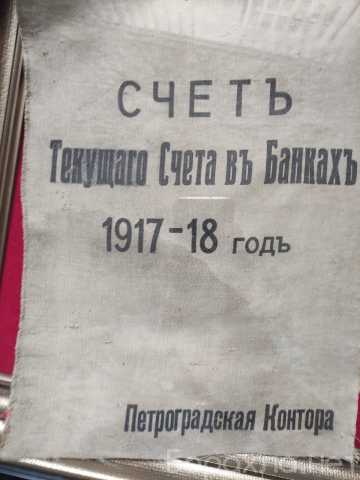 СЧЕТЪ
Текущаго Счета въ Банкахъ
1917-18 годъ
Петроградская Контора